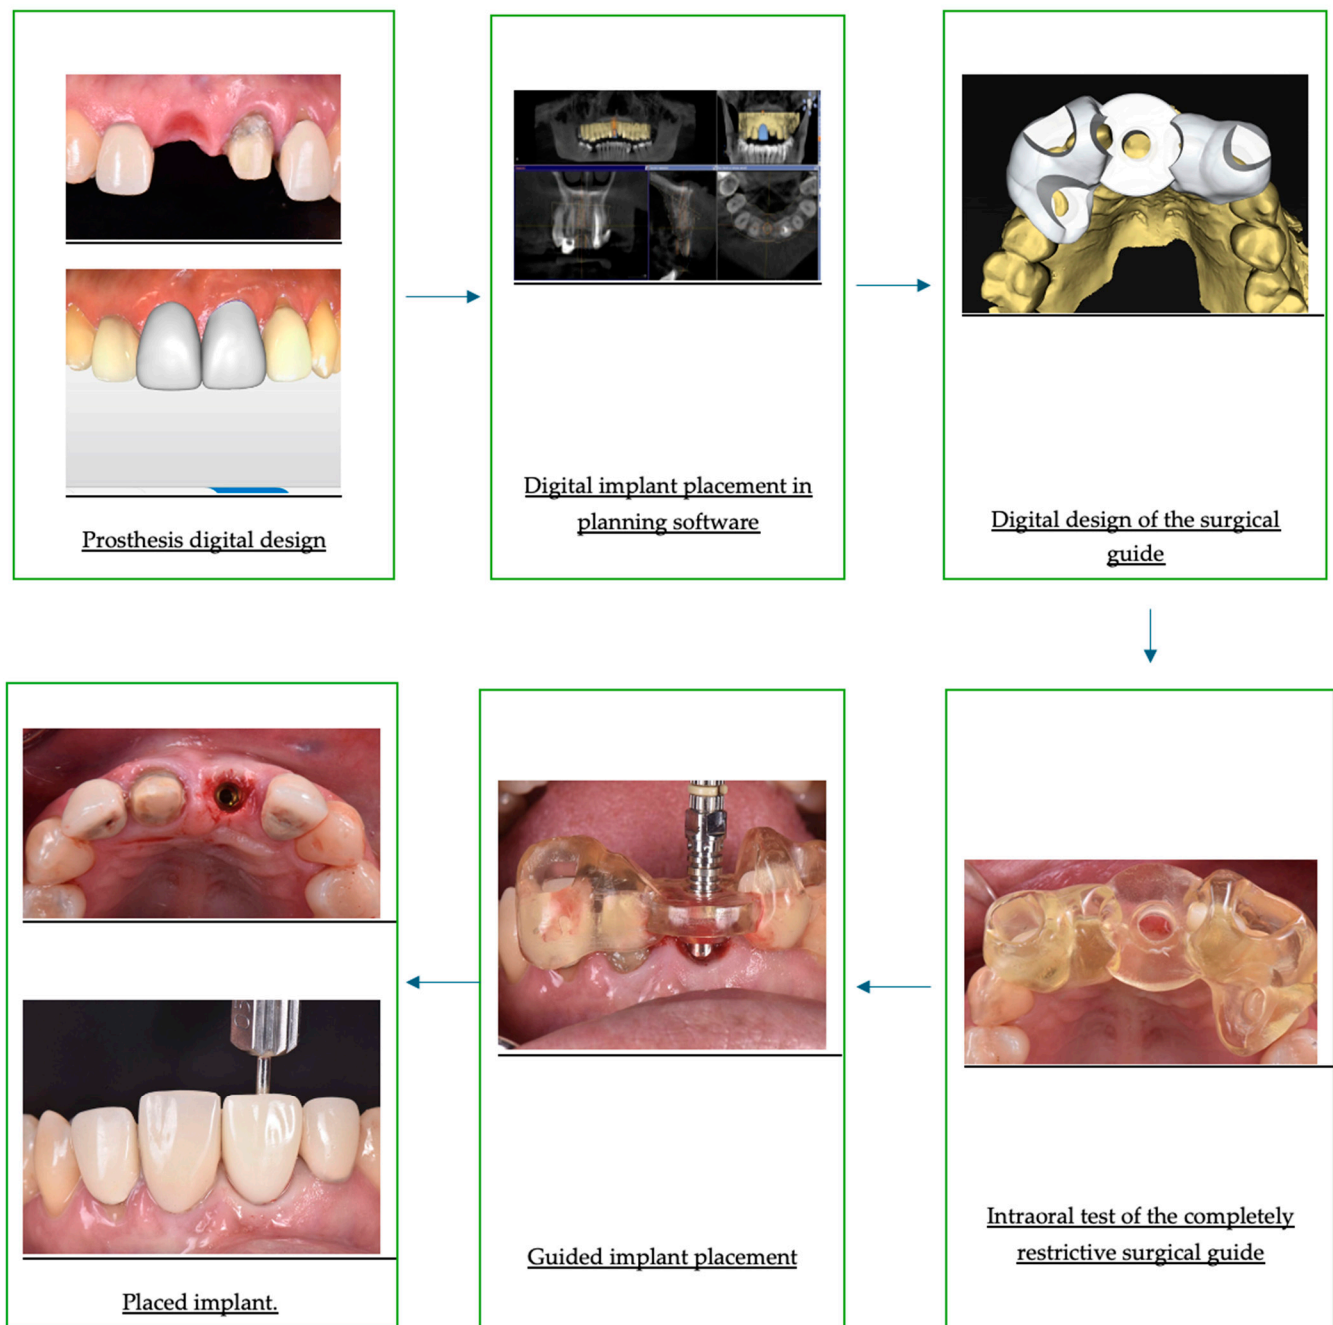 Prosthesis digital design
Digital implant placement in
planning software
Digital design of the surgical
guide
Intraoral test of the completely
restrictive surgical guide
Guided implant placement
Placed implant.